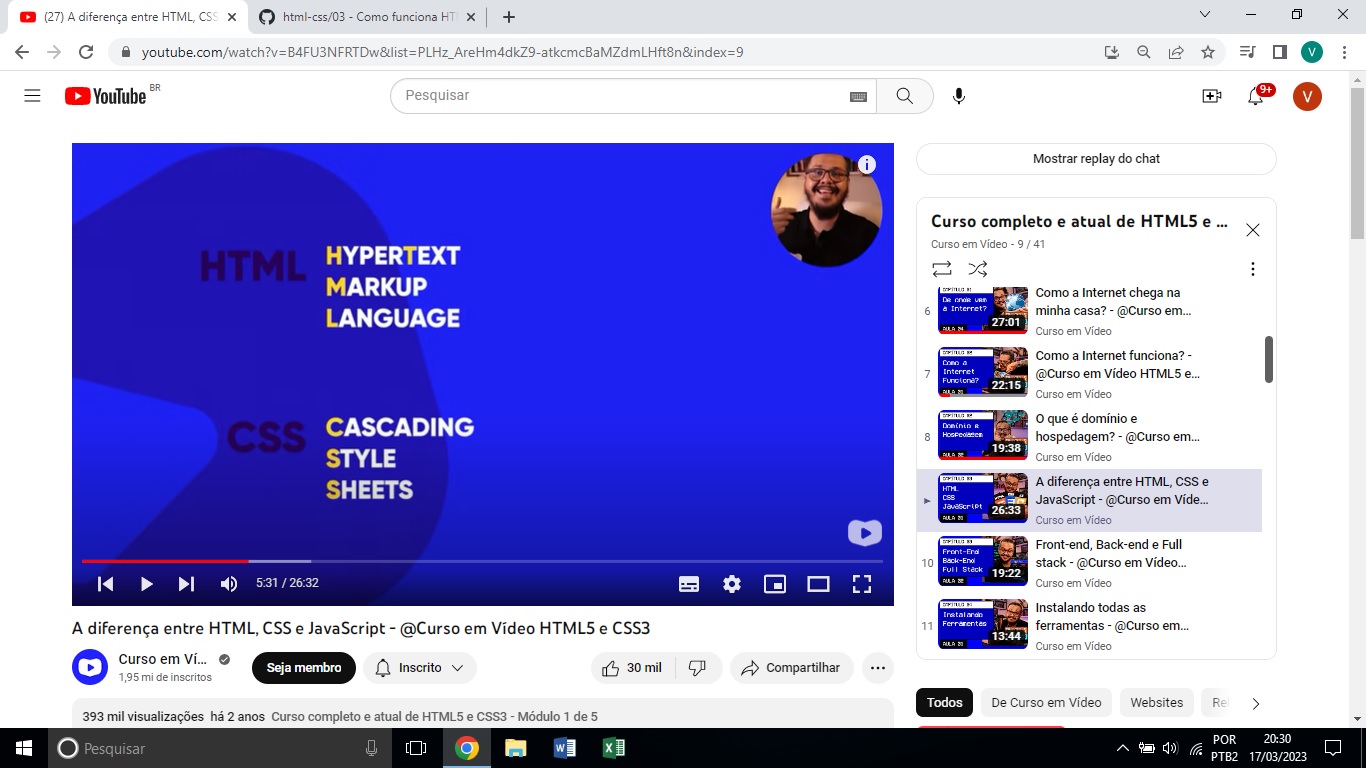 (27) A diferença entre HTML, CSS
html-css/03 - Como funciona HT
youtube.com/watch?v=B4FU3NFRTDw&list=PLHz_AreHm4dkZ9-atkcmcBaMZdmLHft8n&index=9
V
YouTube BR
Pesquisar
9+
V
HTML
HYPERTEXT
MARKUP
LANGUAGE
CSS
CASCADING
STYLE
SHEETS
5:31 / 26:32
A diferença entre HTML, CSS e JavaScript - @Curso em Vídeo HTML5 e CSS3
Curso em Ví...
1,95 mi de inscritos
Seja membro
Inscrito
30 mil
Compartilhar
393 mil visualizações há 2 anos Curso completo e atual de HTML5 e CSS3 - Módulo 1 de 5
Mostrar replay do chat
Curso completo e atual de HTML5 e ...
Curso em Vídeo - 9 / 41
6
De onde vem
a Internet?
27:01
Como a Internet chega na
minha casa? - @Curso em...
Curso em Vídeo
7
Como a
Internet
Funciona?
22:15
Como a Internet funciona? -
@Curso em Vídeo HTML5 e...
Curso em Vídeo
8
Domínio e
Hospedagem
19:38
O que é domínio e
hospedagem? - @Curso em...
Curso em Vídeo
HTML
CSS
JavaScript
26:33
A diferença entre HTML, CSS e
JavaScript - @Curso em Víde...
Curso em Vídeo
10
Front-End
Back-End
Full Stack
19:22
Front-end, Back-end e Full
stack - @Curso em Vídeo...
Curso em Vídeo
11
Instalando
Ferramentas
13:44
Instalando todas as
ferramentas - @Curso em...
Curso em Vídeo
Todos
De Curso em Vídeo
Websites
Pesquisar
POR
PTB2
20:30
17/03/2023